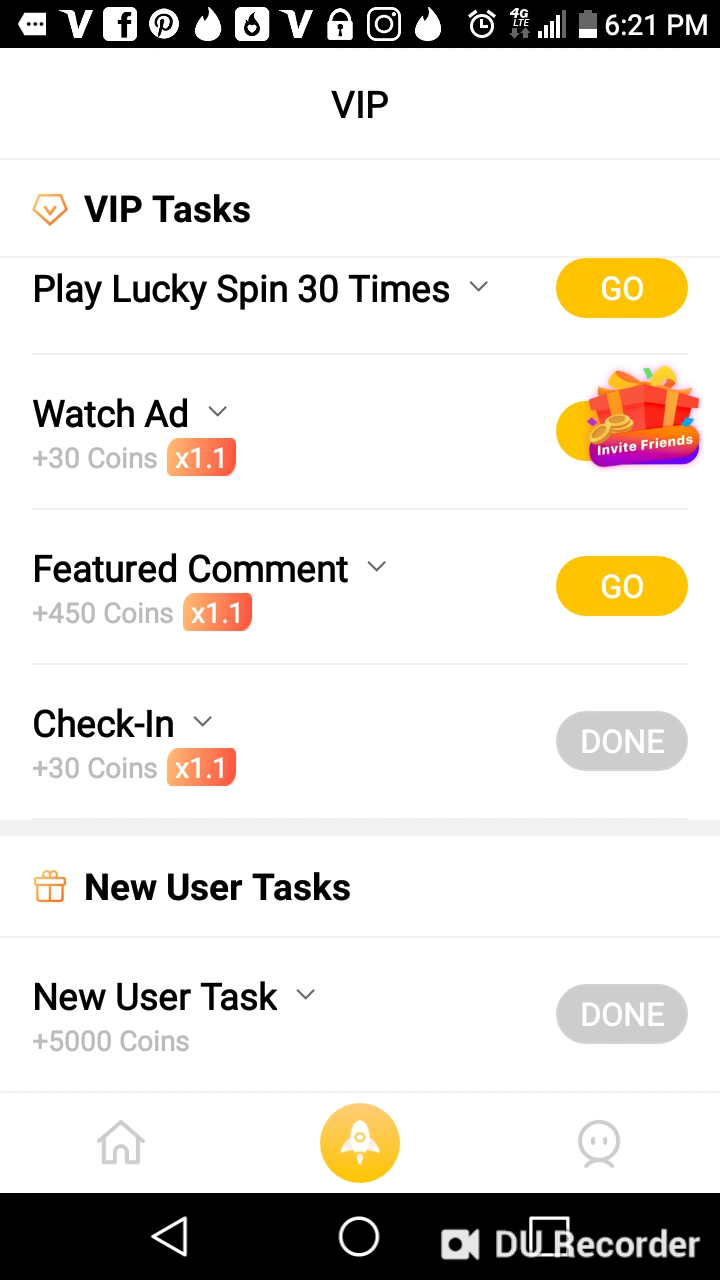 4G
LTE
6:21 PM
VIP
VIP Tasks
Play Lucky Spin 30 Times
GO
Watch Ad
+30 Coins x1.1
Invite Friends
Featured Comment
+450 Coins x1.1
GO
Check-In
+30 Coins x1.1
DONE
New User Tasks
New User Task
+5000 Coins
DONE
DU Recorder